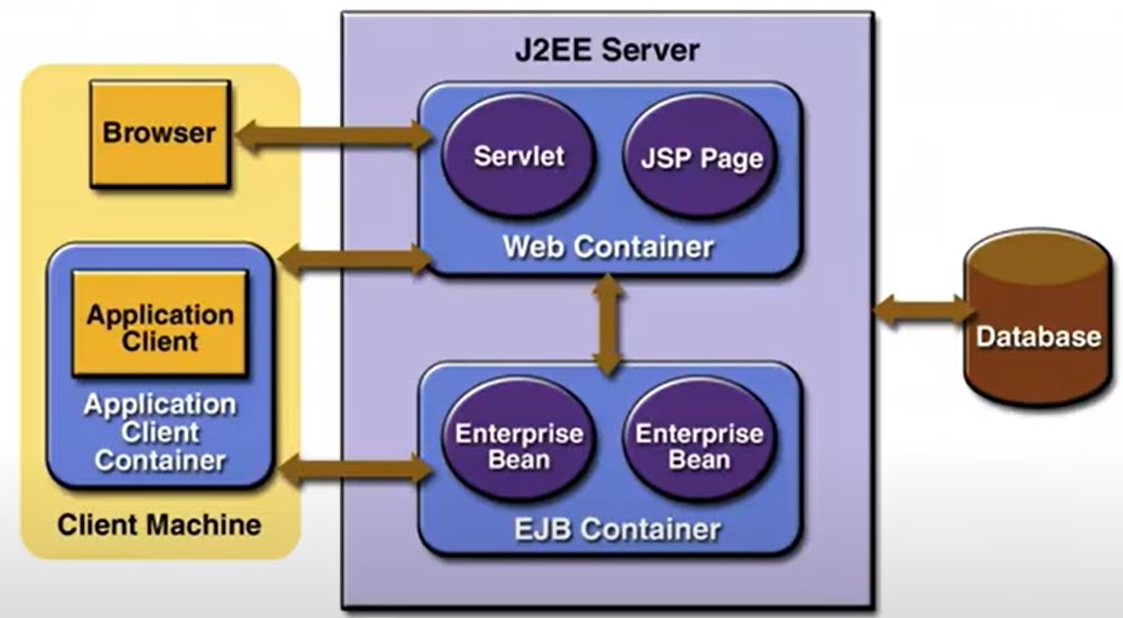 J2EE Server
Browser
Servlet
JSP Page
Web Container
Application
Client
Application
Client
Container
Client Machine
Enterprise
Bean
Enterprise
Bean
EJB Container
Database